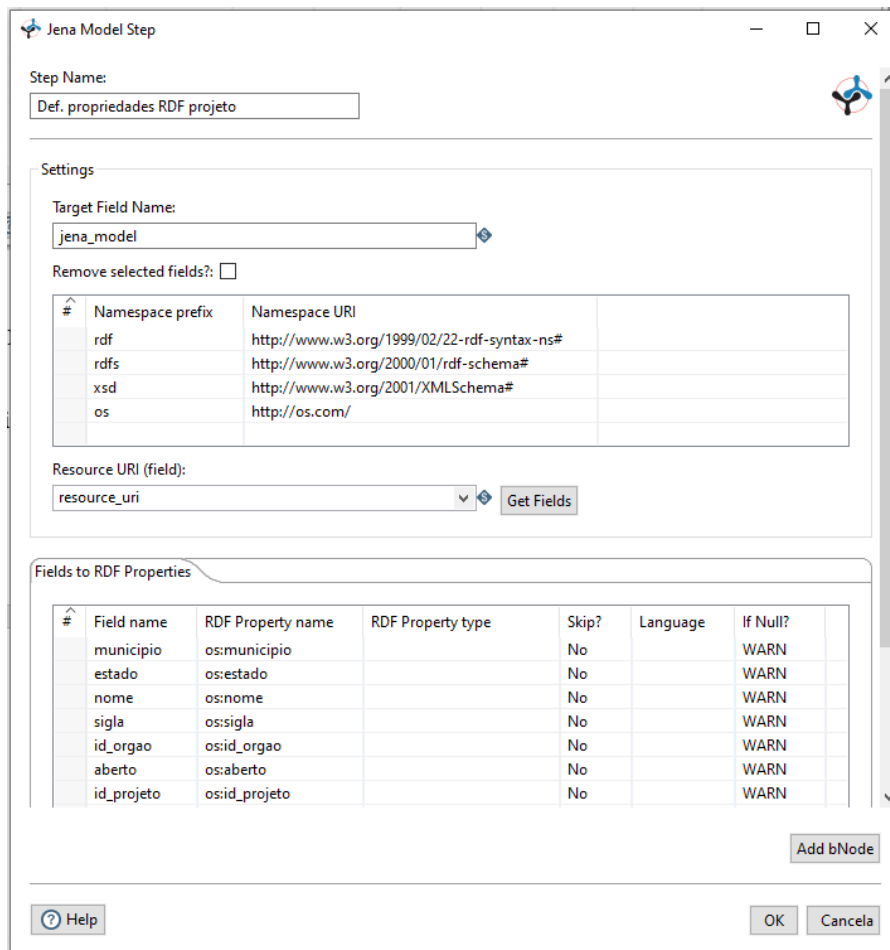 Jena Model Step
Step Name:
Def. propriedades RDF projeto
Settings
Target Field Name:
jena_model
Remove selected fields?:
# Namespace prefix Namespace URI
rdf http://www.w3.org/1999/02/22-rdf-syntax-ns#
rdfs http://www.w3.org/2000/01/rdf-schema#
xsd http://www.w3.org/2001/XMLSchema#
os http://os.com/
Resource URI (field):
resource_uri Get Fields
Fields to RDF Properties
# Field name RDF Property name RDF Property type Skip? Language If Null?
municipio os:municipio No WARN
estado os:estado No WARN
nome os:nome No WARN
sigla os:sigla No WARN
id_orgao os:id_orgao No WARN
aberto os:aberto No WARN
id_projeto os:id_projeto No WARN
Add bNode
Help OK Cancela